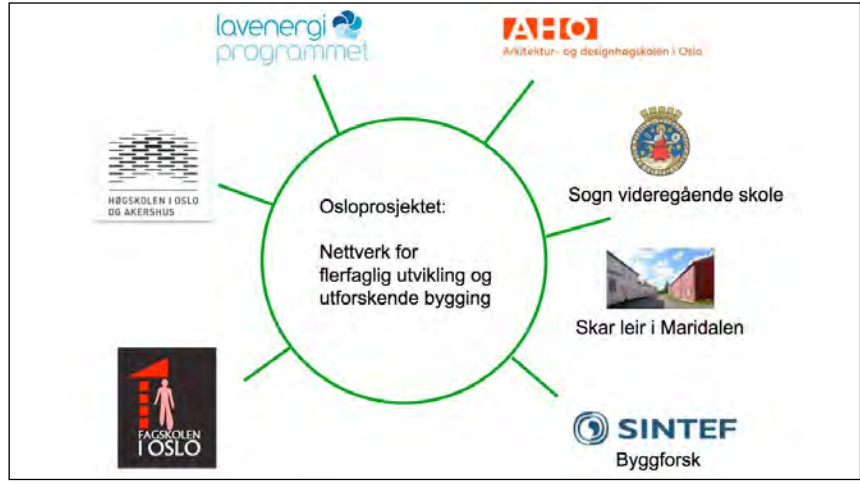 lavenergi
programmet
AHO
Arkitektur- og designhøgskolen i Oslo
HØGSKOLEN I OSLO
OG AKERSHUS
Osloprosjektet:
Nettverk for
flerfaglig utvikling og
utforskende bygging
Sogn videregående skole
Skar leir i Maridalen
FAGSKOLEN
I OSLO
SINTEF
Byggforsk